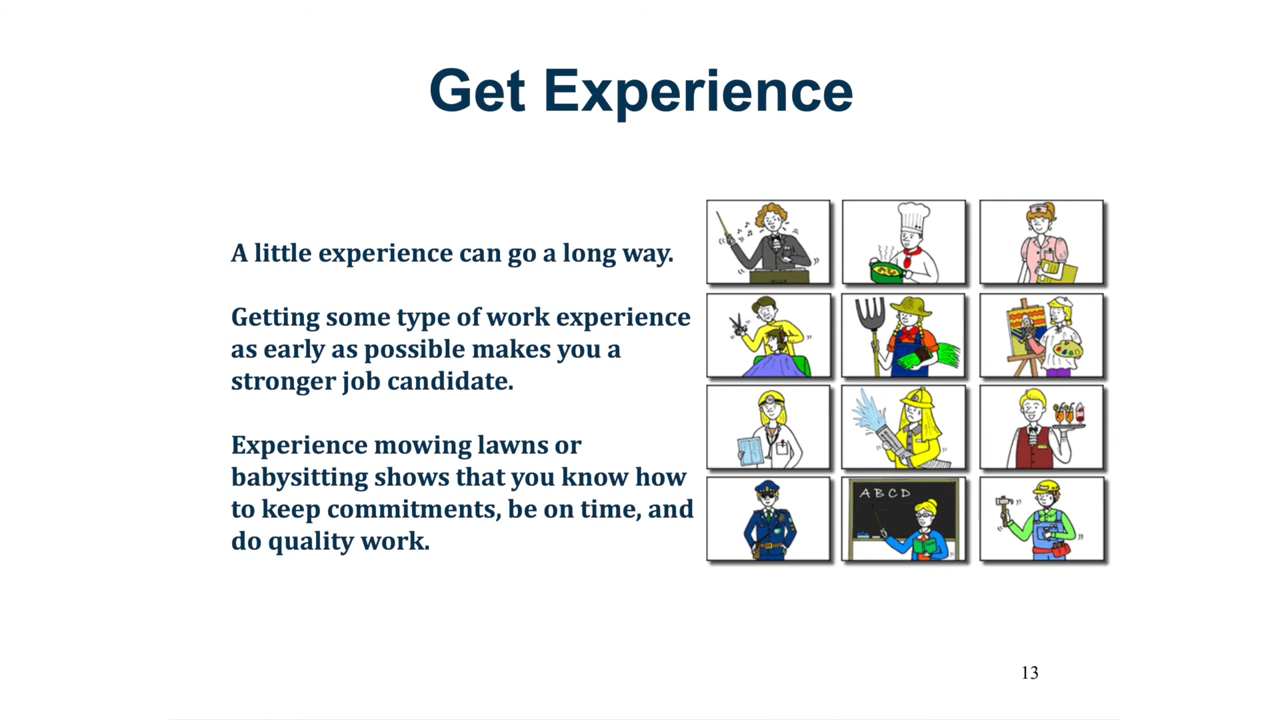 Get Experience
A little experience can go a long way.
Getting some type of work experience
as early as possible makes you a
stronger job candidate.
Experience mowing lawns or
babysitting shows that you know how
to keep commitments, be on time, and
do quality work.
A B C D
13